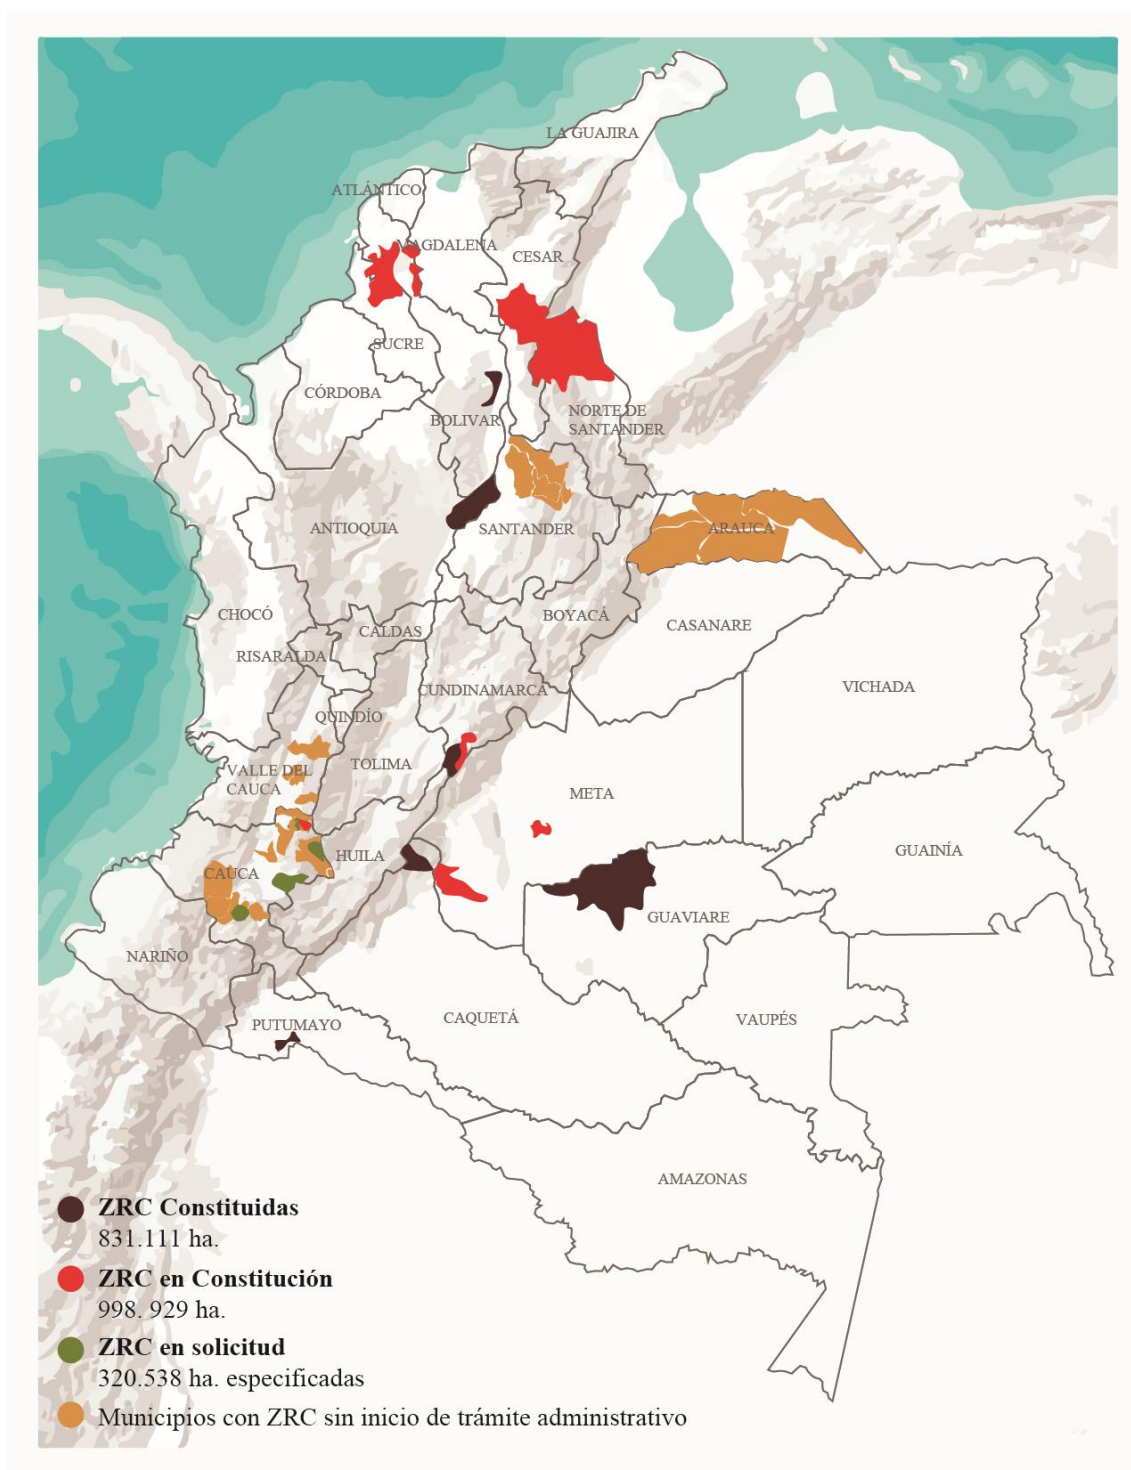 LA GUAJIRA
ATLÁNTICO
MAGDALENA
CESAR
SUCRE
CÓRDOBA
BOLIVAR
NORTE DE
SANTANDER
ANTIOQUIA
SANTANDER
ARAUCA
CHOCÓ
BOYACÁ
CALDAS
CASANARE
RISARALDA
VICHADA
CUNDINAMARCA
QUINDÍO
TOLIMA
VALLE DEL
CAUCA
META
GUAINÍA
HUILA
CAUCA
GUAVIARE
NARIÑO
CAQUETÁ
VAUPÉS
PUTUMAYO
AMAZONAS
ZRC Constituidas
831.111 ha.
ZRC en Constitución
998. 929 ha.
ZRC en solicitud
320.538 ha. especificadas
Municipios con ZRC sin inicio de trámite administrativo